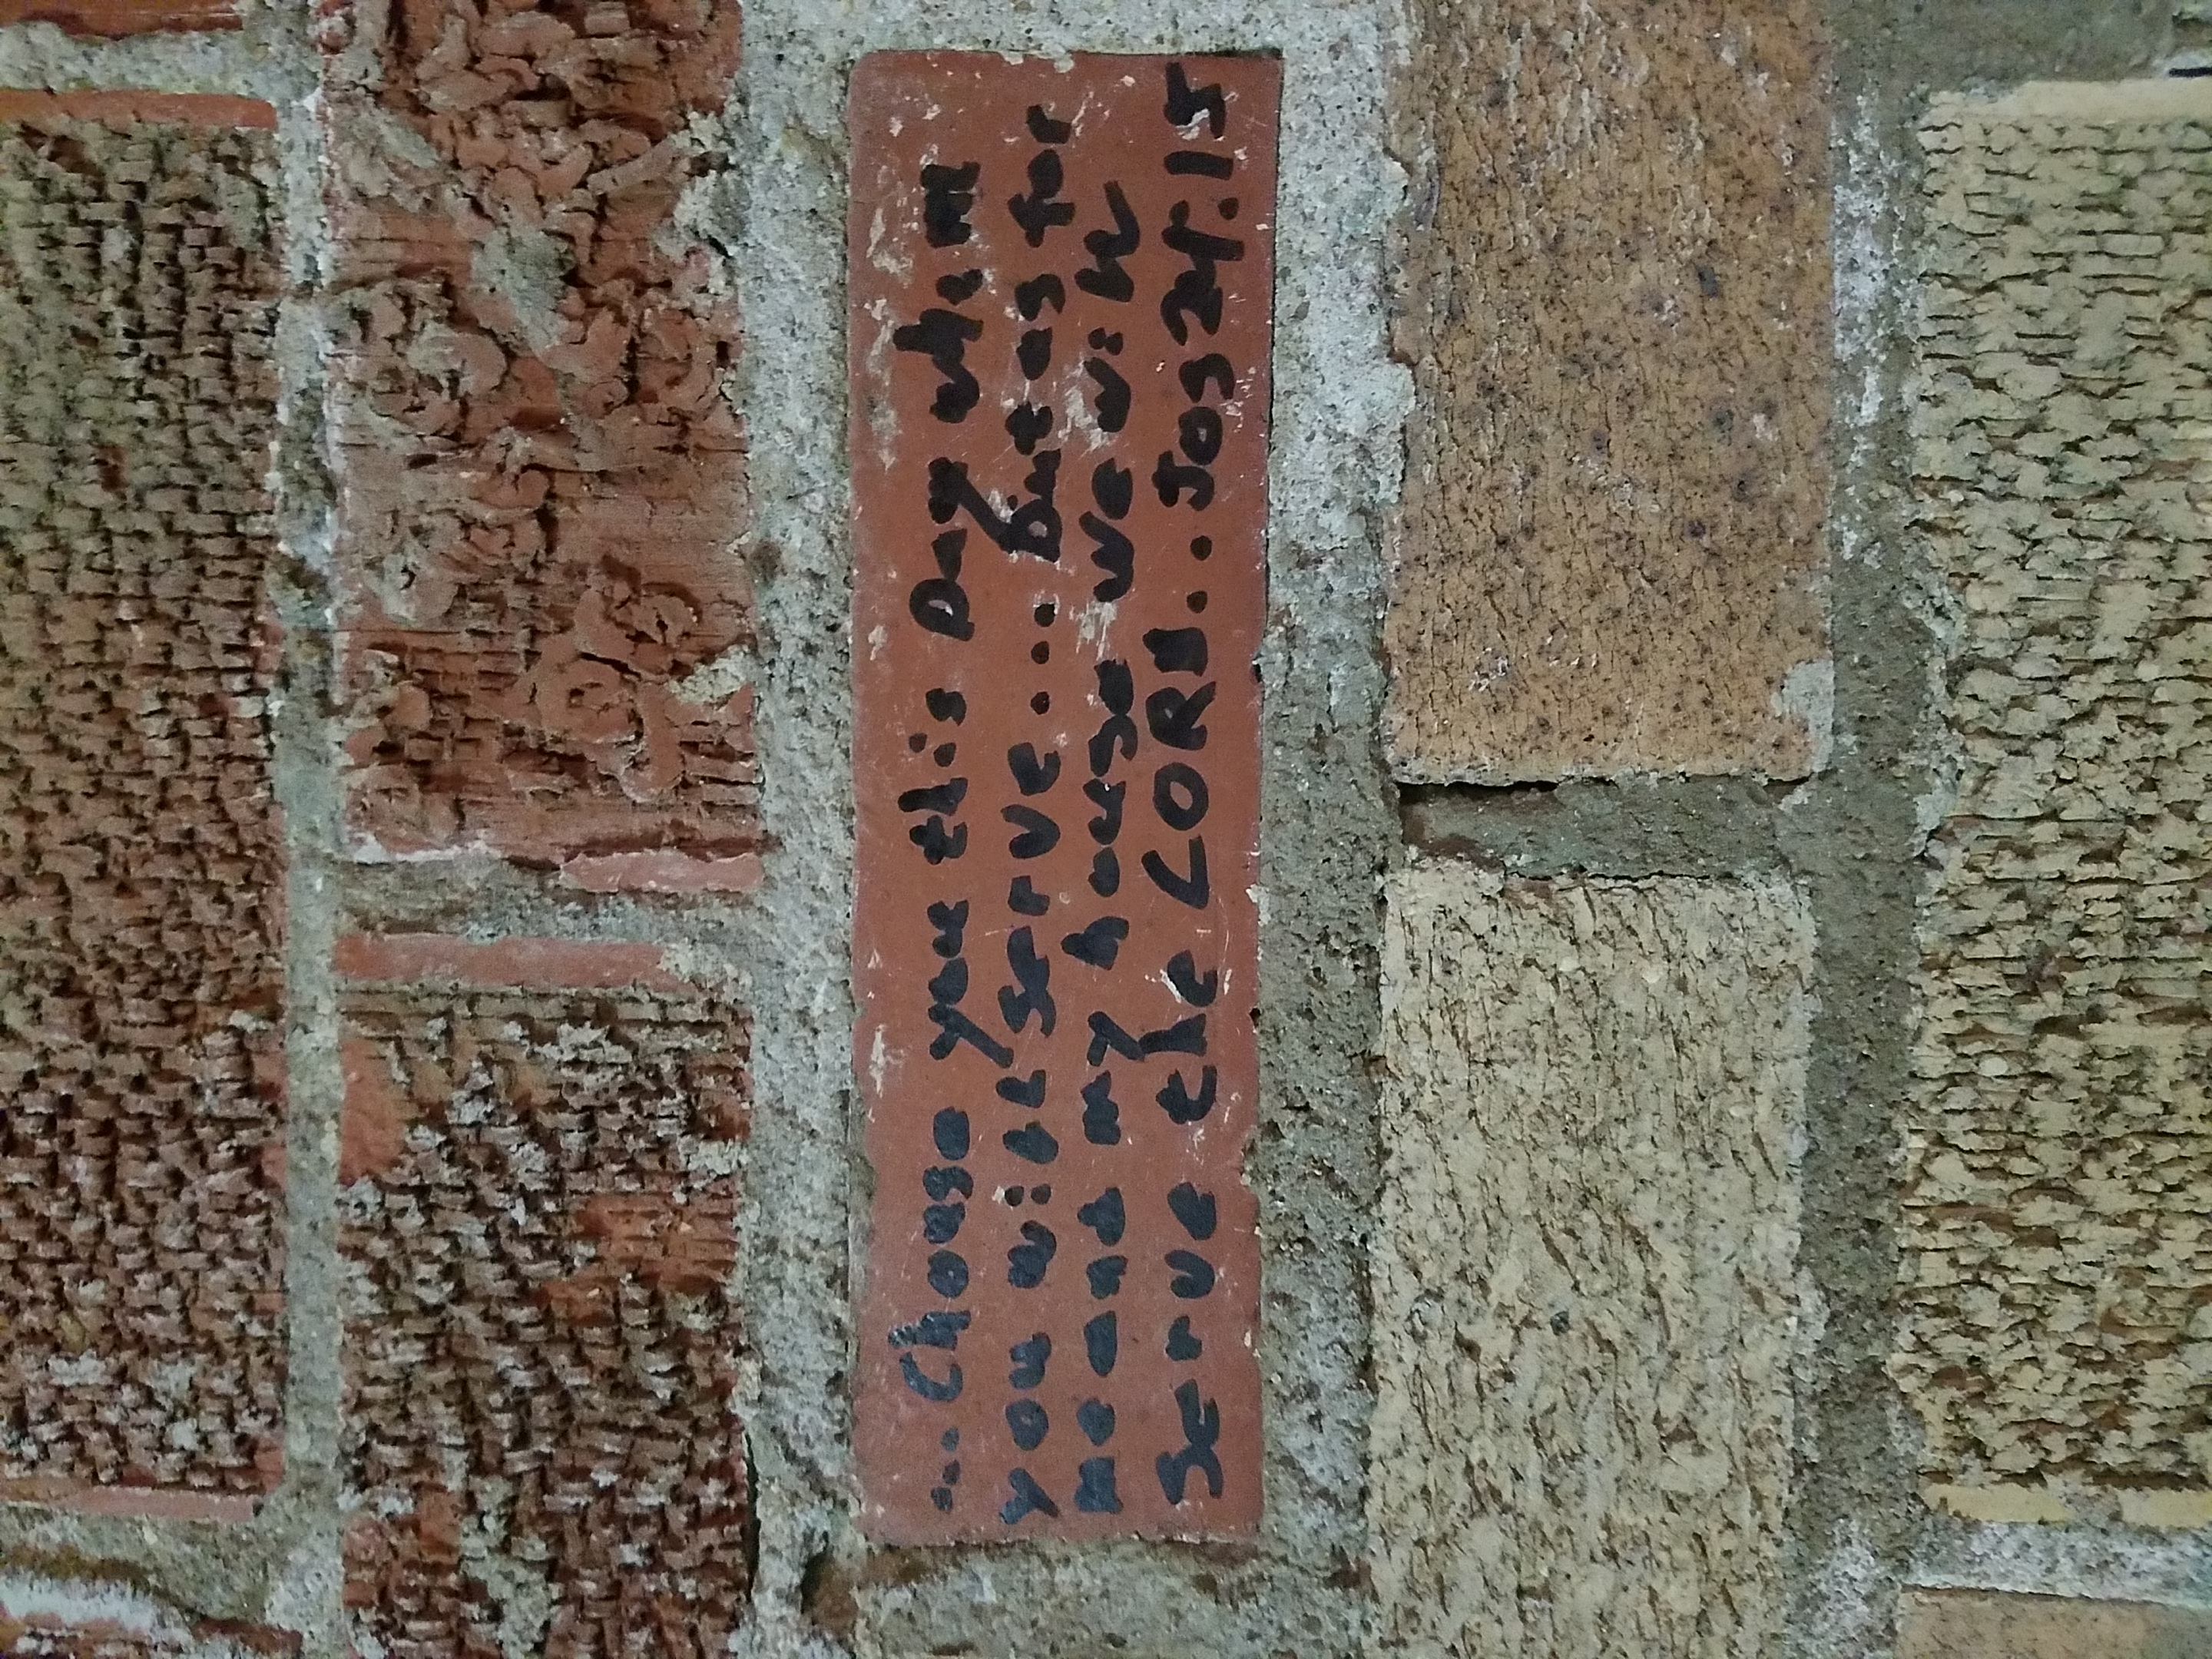 ... Choose you this Day whom
you will serve... But as for
me and my house we will
Serve the LORD... Jos 24.15